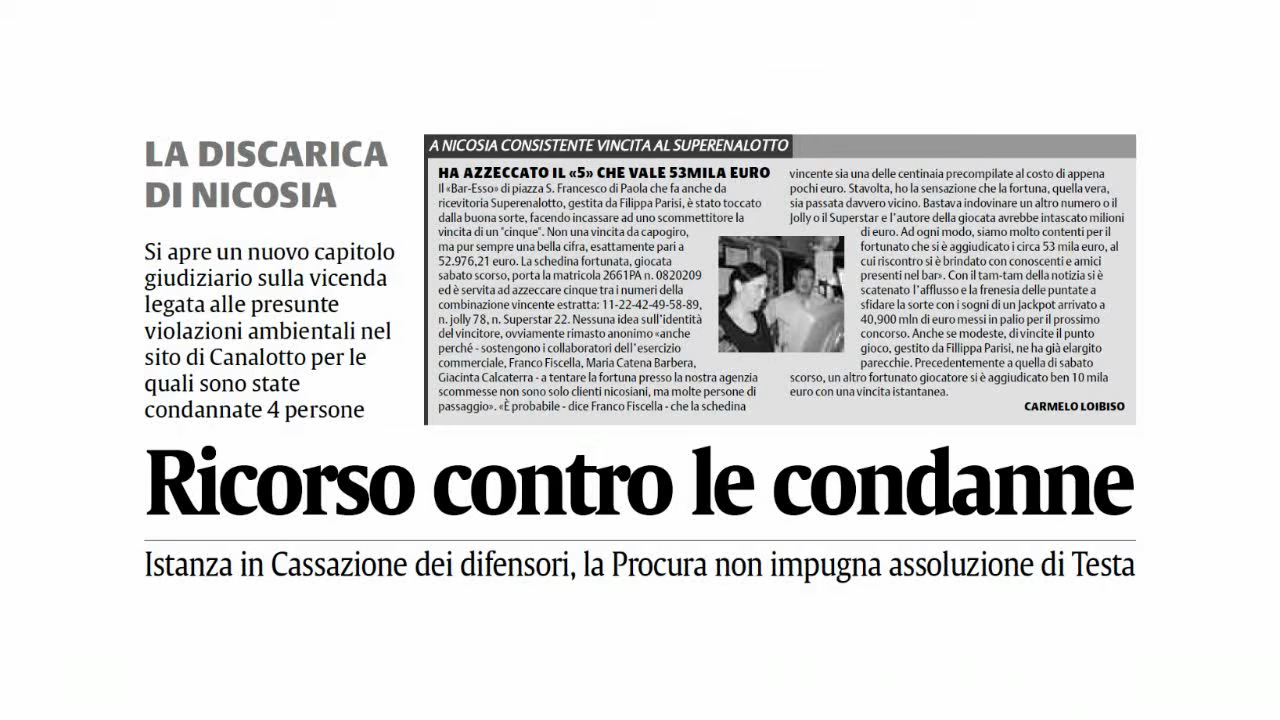 LA DISCARICA
DI NICOSIA
Si apre un nuovo capitolo
giudiziario sulla vicenda
legata alle presunte
violazioni ambientali nel
sito di Canalotto per le
quali sono state
condannate 4 persone
A NICOSIA CONSISTENTE VINCITA AL SUPERENALOTTO
HA AZZECCATO IL «5» CHE VALE 53MILA EURO
Il «Bar-Esso» di piazza S. Francesco di Paola che fa anche da
ricevitoria Superenalotto, gestita da Filippa Parisi, è stato toccato
dalla buona sorte, facendo incassare ad uno scommettitore la
vincita di un "cinque". Non una vincita da capogiro,
ma pur sempre una bella cifra, esattamente pari a
52.976,21 euro. La schedina fortunata, giocata
sabato scorso, porta la matricola 2661PA n. 0820209
ed è servita ad azzeccare cinque tra i numeri della
combinazione vincente estratta: 11-22-42-49-58-89,
n. jolly 78, n. Superstar 22. Nessuna idea sull'identità
del vincitore, ovviamente rimasto anonimo «anche
perché - sostengono i collaboratori dell'esercizio
commerciale, Franco Fiscella, Maria Catena Barbera,
Giacinta Calcaterra - a tentare la fortuna presso la nostra agenzia
scommesse non sono solo clienti nicosiani, ma molte persone di
passaggio». «È probabile - dice Franco Fiscella - che la schedina
vincente sia una delle centinaia precompilate al costo di appena
pochi euro. Stavolta, ho la sensazione che la fortuna, quella vera,
sia passata davvero vicino. Bastava indovinare un altro numero o il
Jolly o il Superstar e l'autore della giocata avrebbe intascato milioni
di euro. Ad ogni modo, siamo molto contenti per il
fortunato che si è aggiudicato i circa 53 mila euro, al
cui riscontro si è brindato con conoscenti e amici
presenti nel bar». Con il tam-tam della notizia si è
scatenato l'afflusso e la frenesia delle puntate a
sfidare la sorte con i sogni di un Jackpot arrivato a
40,900 mln di euro messi in palio per il prossimo
concorso. Anche se modeste, di vincite il punto
gioco, gestito da Fillippa Parisi, ne ha già elargito
parecchie. Precedentemente a quella di sabato
scorso, un altro fortunato giocatore si è aggiudicato ben 10 mila
euro con una vincita istantanea.
CARMELO LOIBISO
Ricorso contro le condanne
Istanza in Cassazione dei difensori, la Procura non impugna assoluzione di Testa